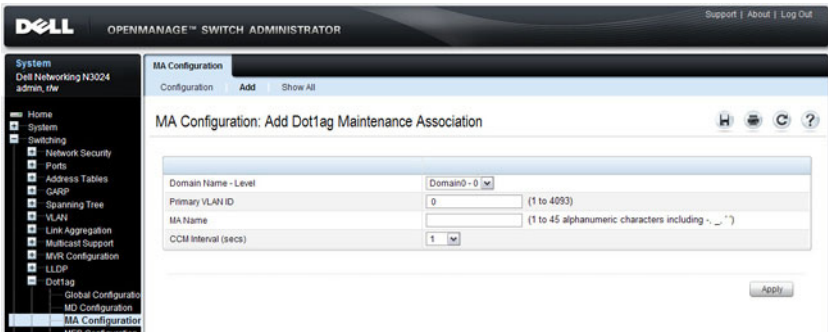 Support | About | Log Out
DELL OPENMANAGE™ SWITCH ADMINISTRATOR
System
Dell Networking N3024
admin, r/w
Home
System
Switching
Network Security
Ports
Address Tables
GARP
Spanning Tree
VLAN
Link Aggregation
Multicast Support
MVR Configuration
LLDP
Dot1ag
Global Configuratio
MD Configuration
MA Configuration
MA Configuration
Configuration Add Show All
MA Configuration: Add Dot1ag Maintenance Association
?
Domain Name - Level Domain0 - 0
Primary VLAN ID 0 (1 to 4093)
MA Name (1 to 45 alphanumeric characters including -, _, ' ')
CCM Interval (secs) 1
Apply